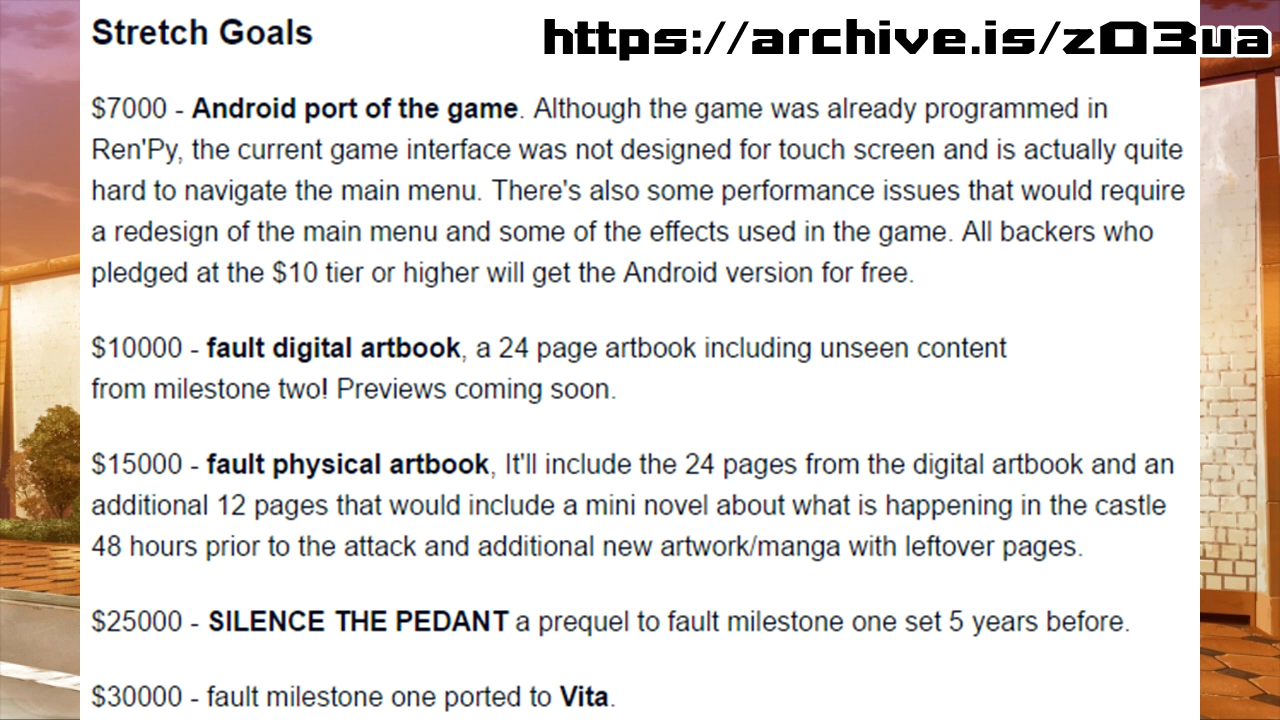 Stretch Goals
https://archive.is/zO3ua
$7000 - Android port of the game. Although the game was already programmed in
Ren'Py, the current game interface was not designed for touch screen and is actually quite
hard to navigate the main menu. There's also some performance issues that would require
a redesign of the main menu and some of the effects used in the game. All backers who
pledged at the $10 tier or higher will get the Android version for free.
$10000 - fault digital artbook, a 24 page artbook including unseen content
from milestone two! Previews coming soon.
$15000 - fault physical artbook, It'll include the 24 pages from the digital artbook and an
additional 12 pages that would include a mini novel about what is happening in the castle
48 hours prior to the attack and additional new artwork/manga with leftover pages.
$25000 - SILENCE THE PEDANT a prequel to fault milestone one set 5 years before.
$30000 - fault milestone one ported to Vita.